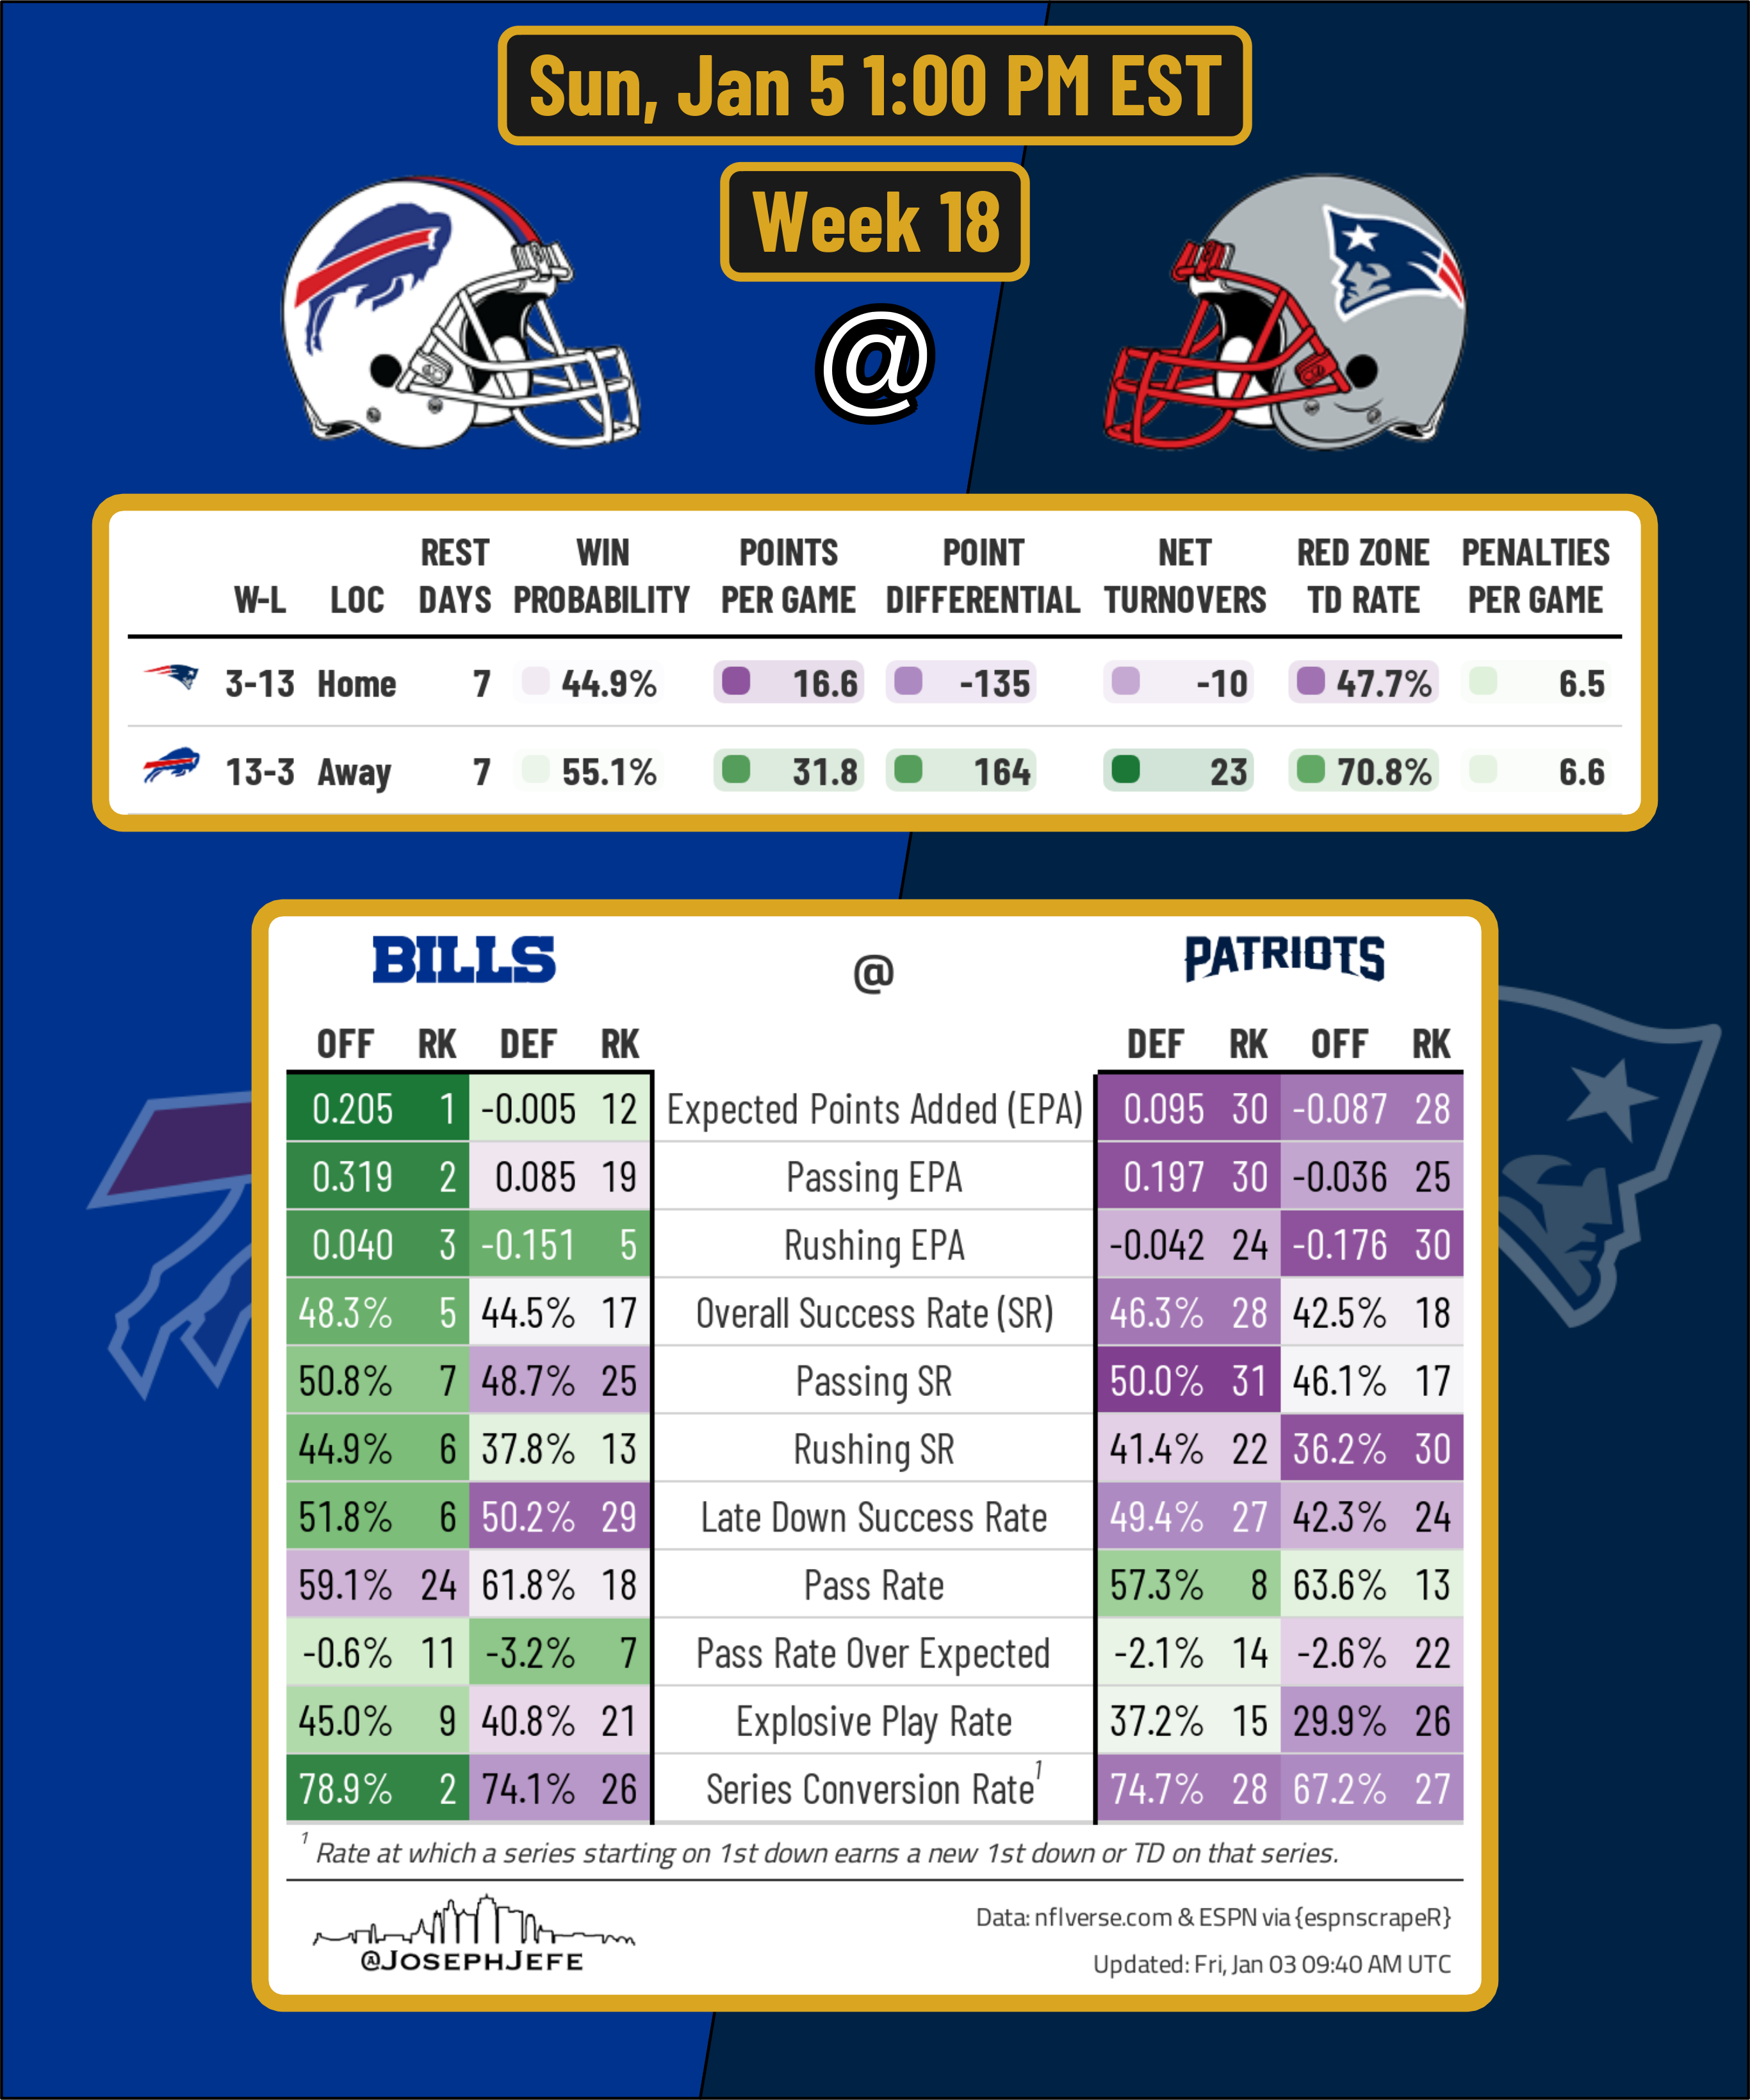 Sun, Jan 5 1:00 PM EST
Week 18
@
REST WIN POINTS POINT NET RED ZONE PENALTIES
W-L LOC DAYS PROBABILITY PER GAME DIFFERENTIAL TURNOVERS TD RATE PER GAME
3-13 Home 7 44.9% 16.6 -135 -10 47.7% 6.5
13-3 Away 7 55.1% 31.8 164 23 70.8% 6.6
BILLS @ PATRIOTS
OFF RK DEF RK DEF RK OFF RK
0.205 1 -0.005 12 Expected Points Added (EPA) 0.095 30 -0.087 28
0.319 2 0.085 19 Passing EPA 0.197 30 -0.036 25
0.040 3 -0.151 5 Rushing EPA -0.042 24 -0.176 30
48.3% 5 44.5% 17 Overall Success Rate (SR) 46.3% 28 42.5% 18
50.8% 7 48.7% 25 Passing SR 50.0% 31 46.1% 17
44.9% 6 37.8% 13 Rushing SR 41.4% 22 36.2% 30
51.8% 6 50.2% 29 Late Down Success Rate 49.4% 27 42.3% 24
59.1% 24 61.8% 18 Pass Rate 57.3% 8 63.6% 13
-0.6% 11 -3.2% 7 Pass Rate Over Expected -2.1% 14 -2.6% 22
45.0% 9 40.8% 21 Explosive Play Rate 37.2% 15 29.9% 26
78.9% 2 74.1% 26 Series Conversion Rate¹ 74.7% 28 67.2% 27
¹ Rate at which a series starting on 1st down earns a new 1st down or TD on that series.
@JOSEPHJEFE
Data: nflverse.com & ESPN via {espnscrapeR}
Updated: Fri, Jan 03 09:40 AM UTC